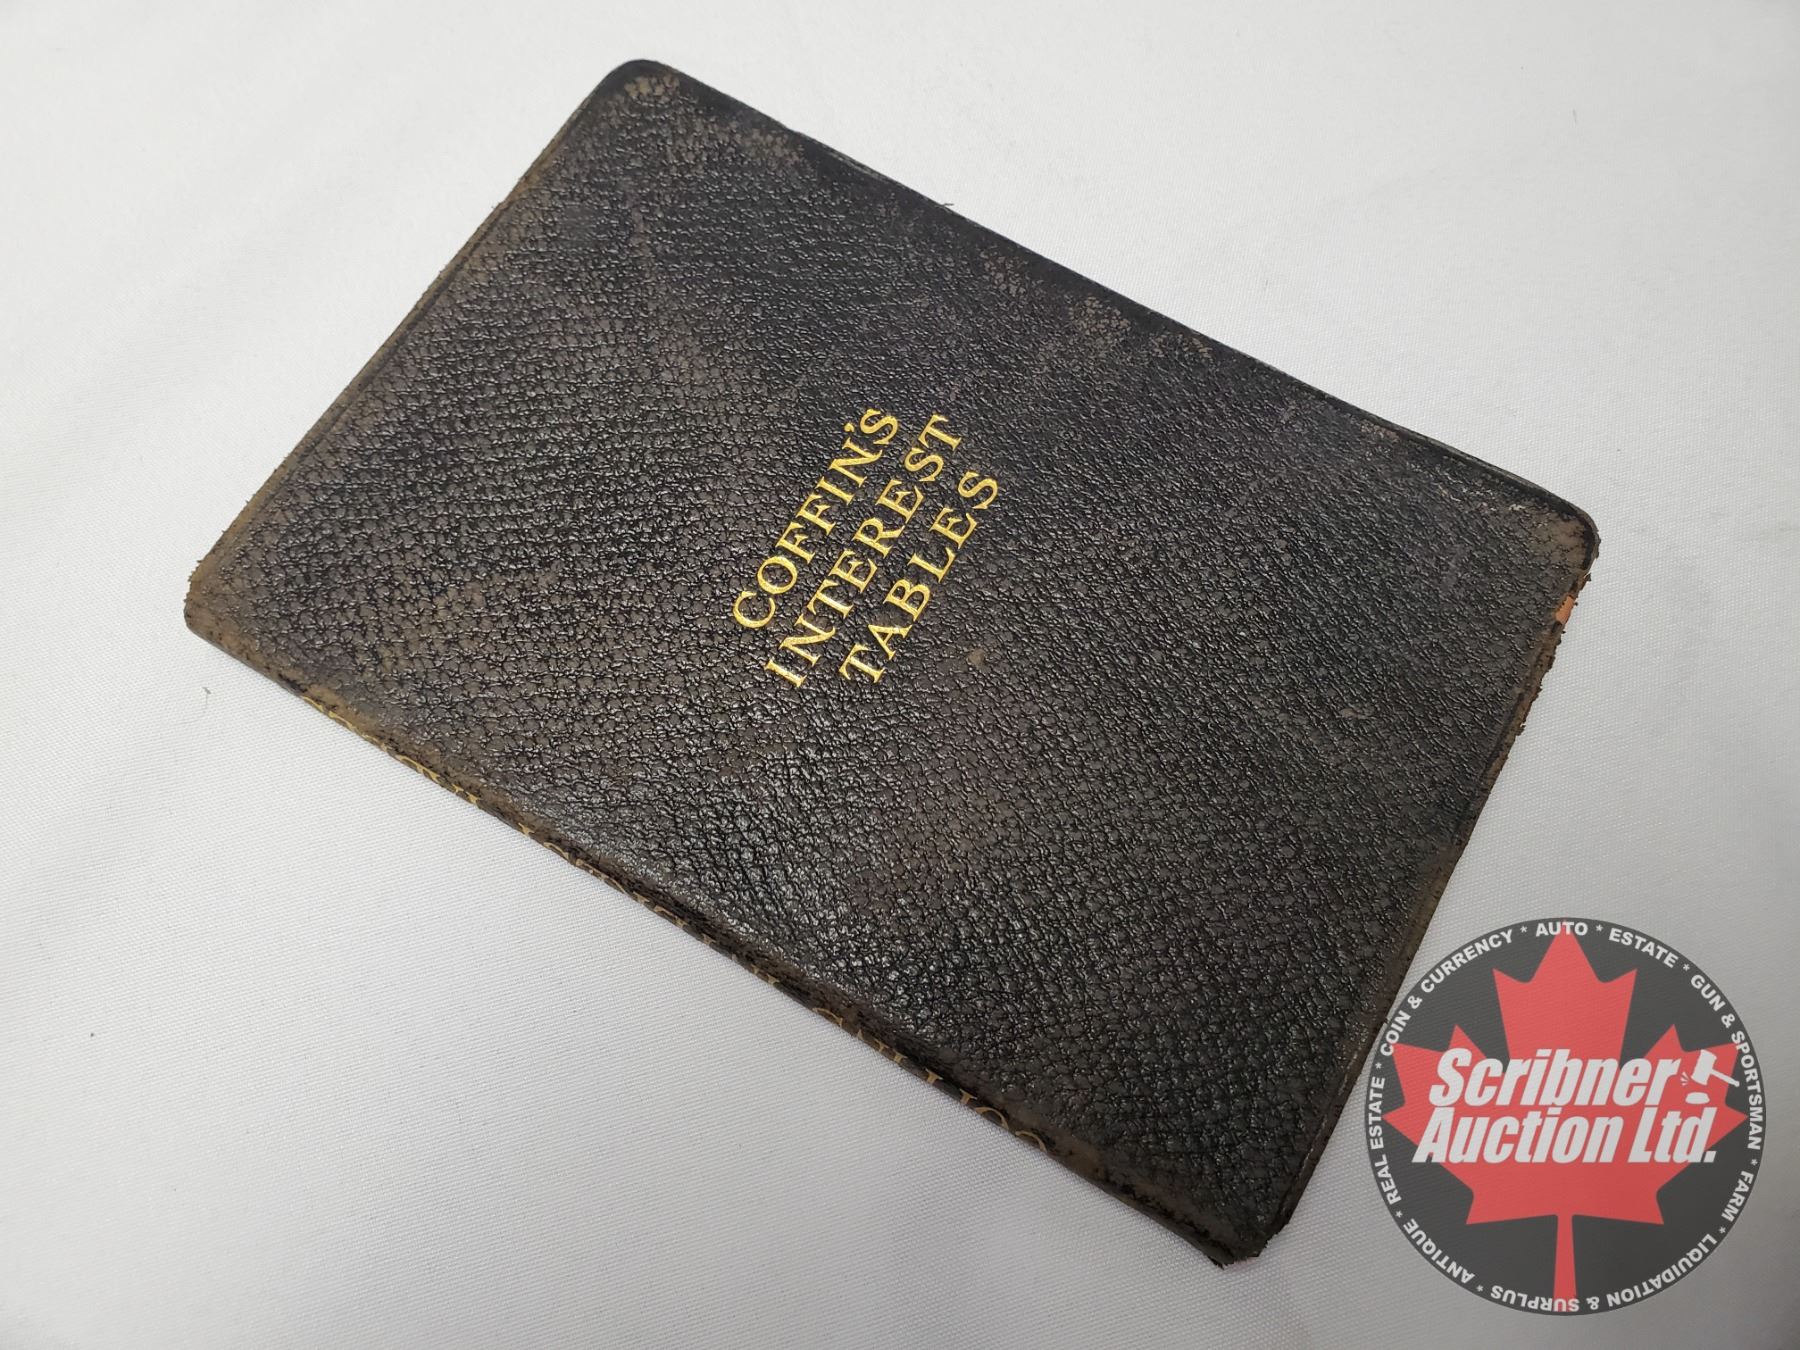 COFFIN'S
INTEREST
TABLES
Scribner
Auction Ltd.
* COIN & CURRENCY * AUTO * ESTATE * GUN & SPORTSMAN * FARM * LIQUIDATION & SURPLUS * ANTIQUE * REAL ESTATE